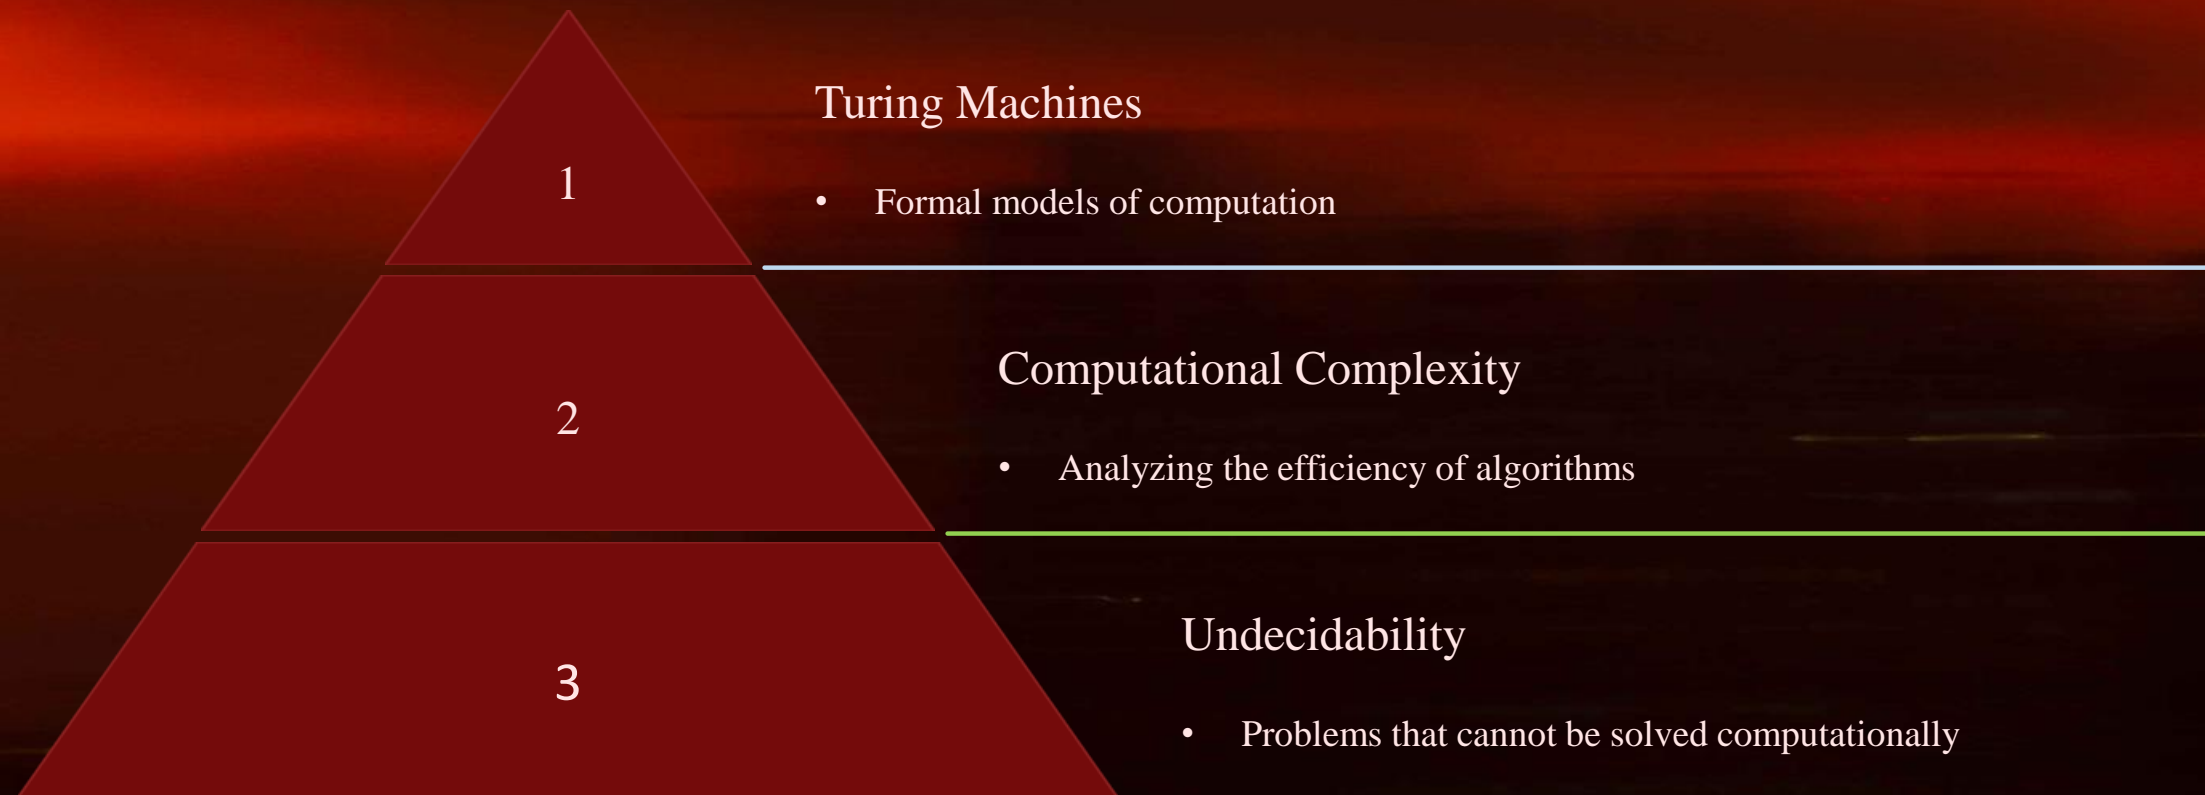 Turing Machines
1
• Formal models of computation
Computational Complexity
2
• Analyzing the efficiency of algorithms
Undecidability
3
• Problems that cannot be solved computationally